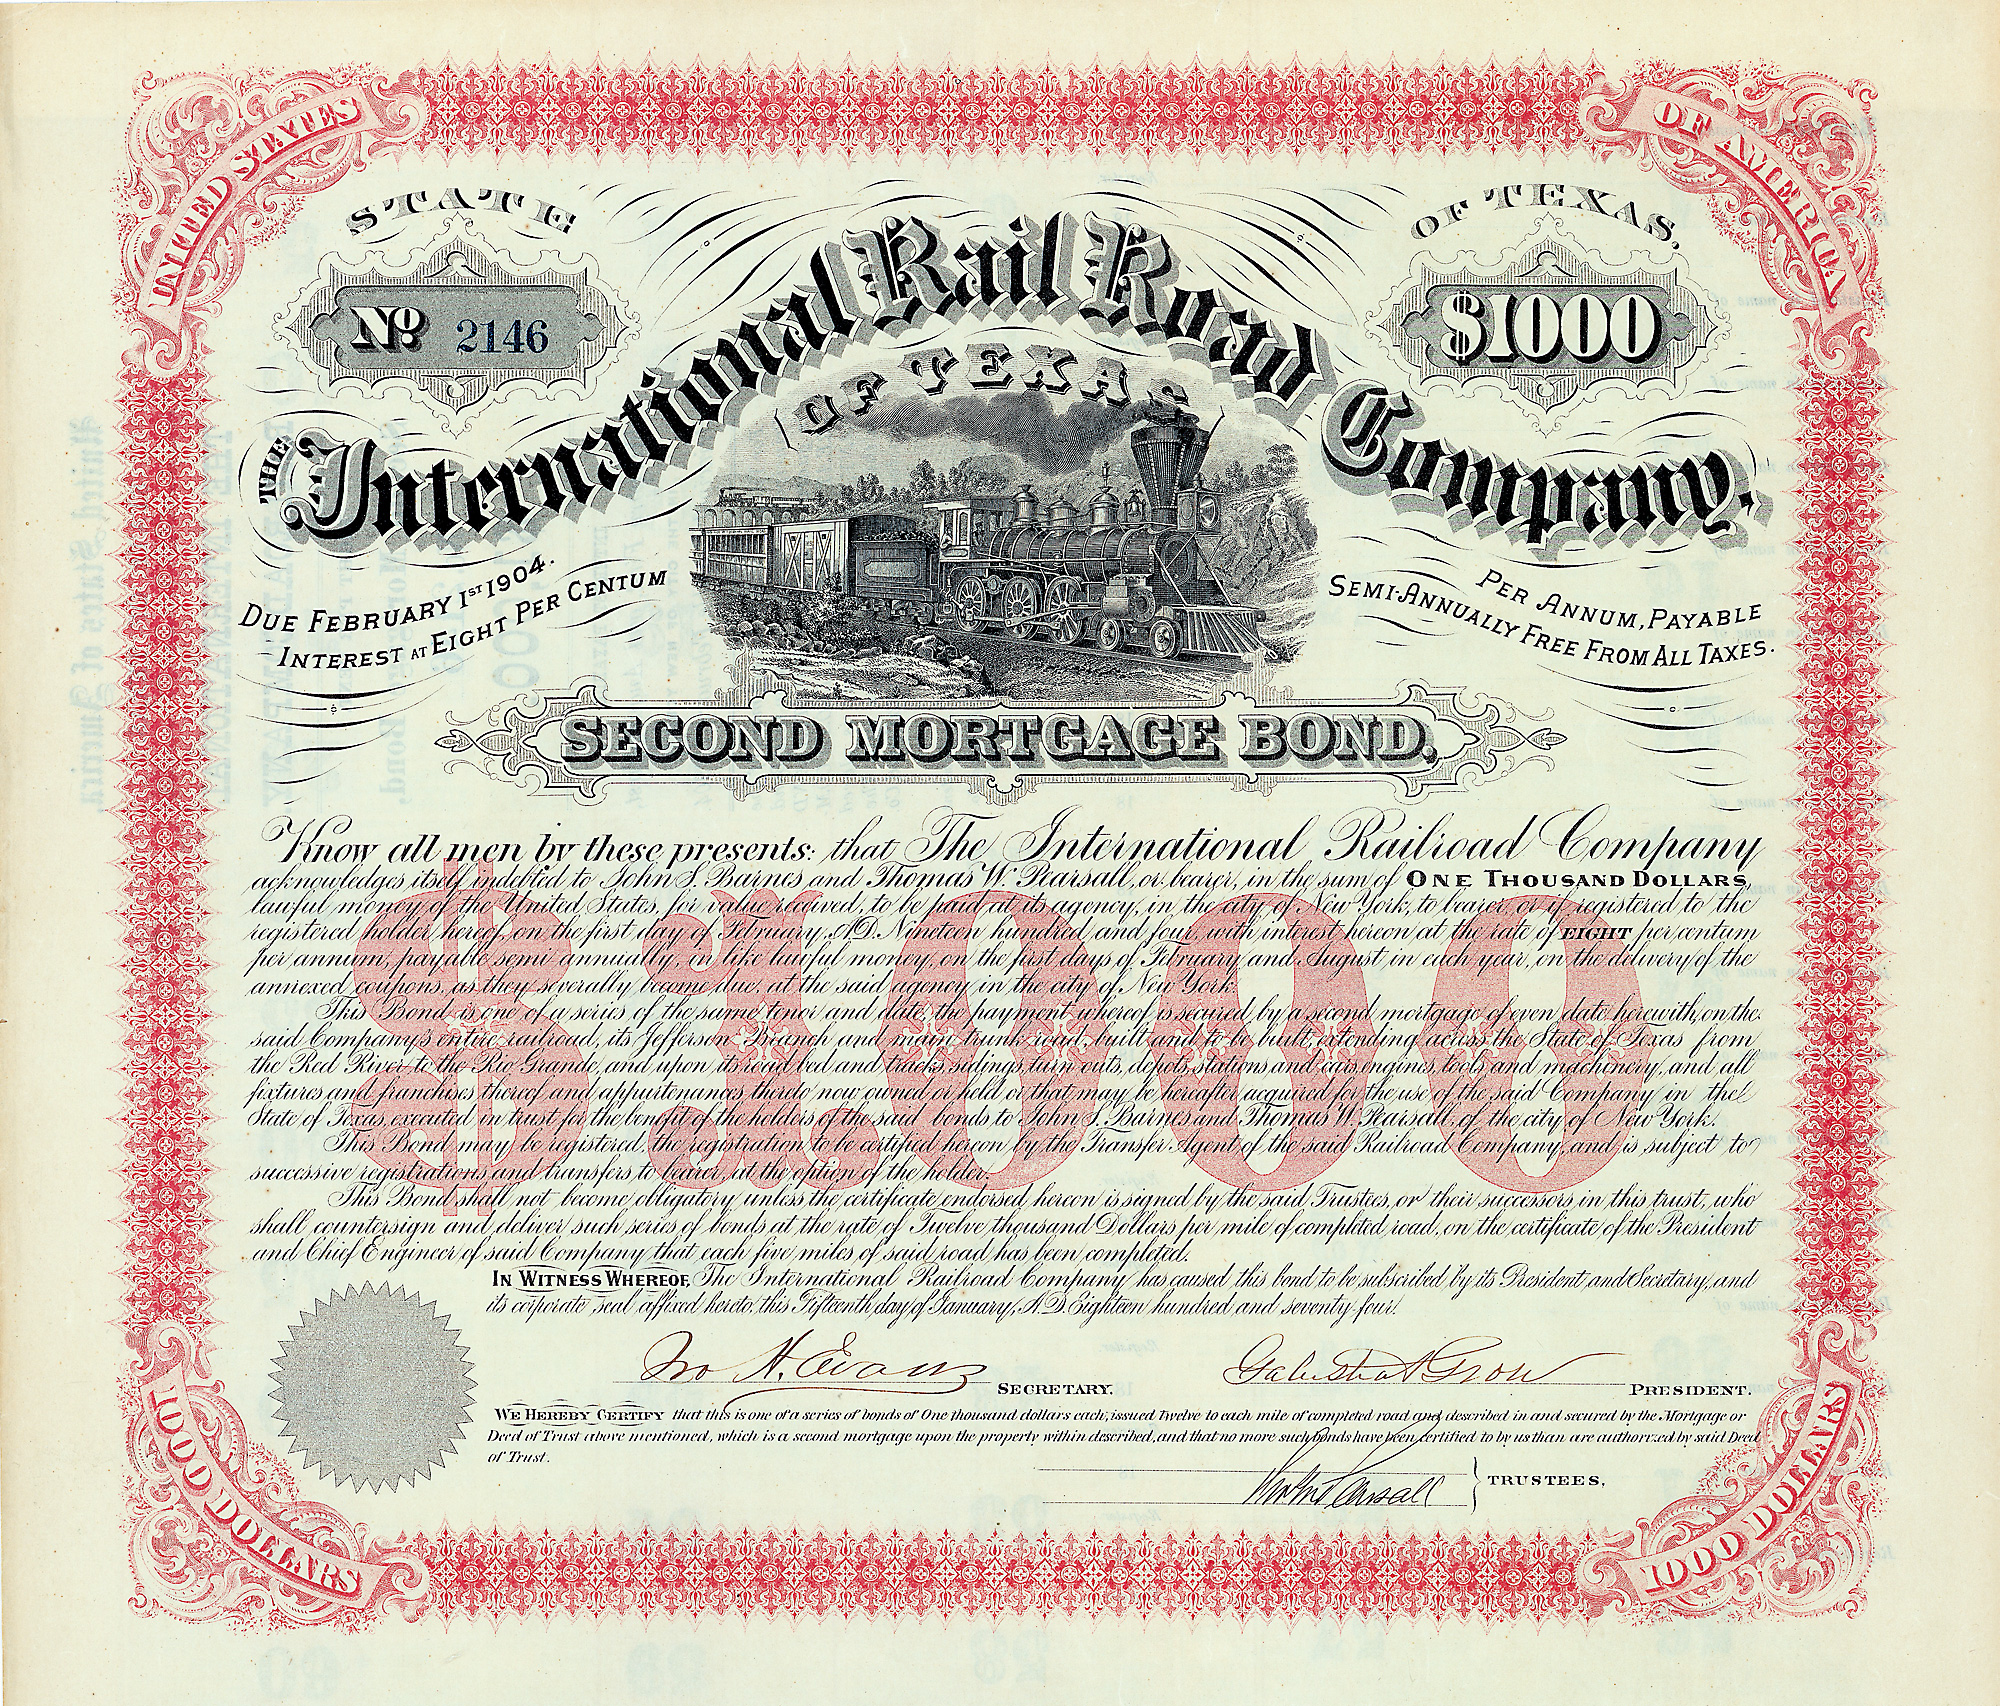 UNITED STATES
OF AMERICA
STATE
OF TEXAS.
No. 2146
$1000
THE International Rail Road Company,
OF TEXAS
DUE FEBRUARY 1ST 1904.
INTEREST AT EIGHT PER CENTUM
PER ANNUM, PAYABLE
SEMI-ANNUALLY FREE FROM ALL TAXES.
SECOND MORTGAGE BOND.
Know all men by these presents: that The International Railroad Company
acknowledges itself indebted to John S. Barnes and Thomas W. Pearsall, or bearer, in the sum of ONE THOUSAND DOLLARS,
lawful money of the United States, for value received, to be paid at its agency, in the city of New York, to bearer, or if registered to the
registered holder hereof, on the first day of February, A.D. Nineteen hundred and four, with interest hereon at the rate of EIGHT per centum
per annum, payable semi annually, in like lawful money, on the first days of February and August, in each year, on the delivery of the
annexed coupons, as they severally become due, at the said agency in the city of New York.
This Bond is one of a series of the same tenor and date, the payment whereof is secured by a second mortgage of even date herewith, on the
said Company's entire railroad, its Jefferson Branch and main trunk road, built and to be built, extending across the State of Texas from
the Red River to the Rio Grande, and upon its road bed and tracks, sidings, turn outs, depots, stations and cars, engines, tools and machinery, and all
fixtures and franchises thereof and appurtenances thereto now owned or held or that may be hereafter acquired for the use of the said Company in the
State of Texas, executed in trust for the benefit of the holders of the said bonds to John S. Barnes and Thomas W. Pearsall, of the city of New York.
This Bond may be registered, the registration to be certified hereon by the Transfer Agent of the said Railroad Company, and is subject to
successive registrations and transfers to bearer, at the option of the holder.
This Bond shall not become obligatory unless the certificate endorsed hereon is signed by the said Trustees, or their successors in this trust, who
shall countersign and deliver such series of bonds at the rate of Twelve thousand Dollars per mile of completed road, on the certificate of the President
and Chief Engineer of said Company that each five miles of said road has been completed.
IN WITNESS WHEREOF, The International Railroad Company has caused this bond to be subscribed by its President and Secretary, and
its corporate seal affixed hereto, this Fifteenth day of January, A.D. Eighteen hundred and seventy four.
$1000
Jno H. Evans SECRETARY.
Galusha A Grow PRESIDENT.
WE HEREBY CERTIFY that this is one of a series of bonds of One thousand dollars each, issued Twelve to each mile of completed road and described in and secured by the Mortgage or
Deed of Trust above mentioned, which is a second mortgage upon the property within described, and that no more such bonds have been certified to by us than are authorized by said Deed
of Trust.
Pearsall
TRUSTEES.
1000 DOLLARS
1000 DOLLARS